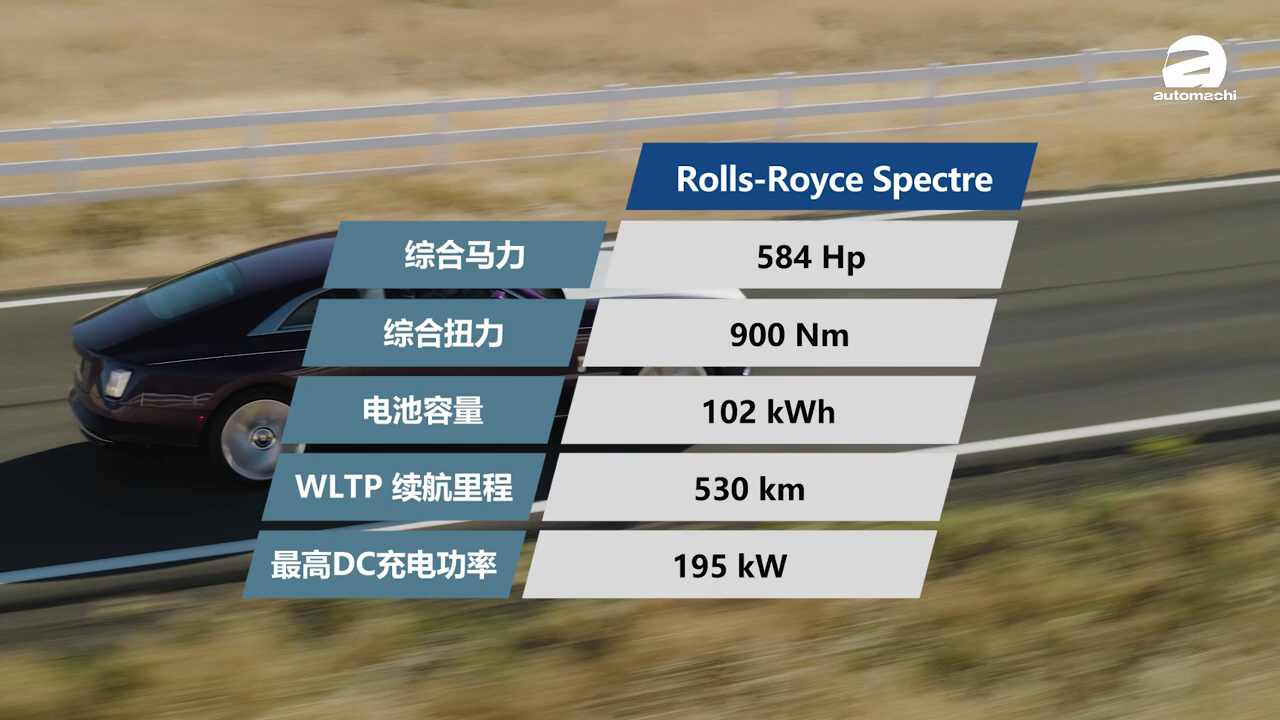 automachi
Rolls-Royce Spectre
综合马力 584 Hp
综合扭力 900 Nm
电池容量 102 kWh
WLTP 续航里程 530 km
最高DC充电功率 195 kW